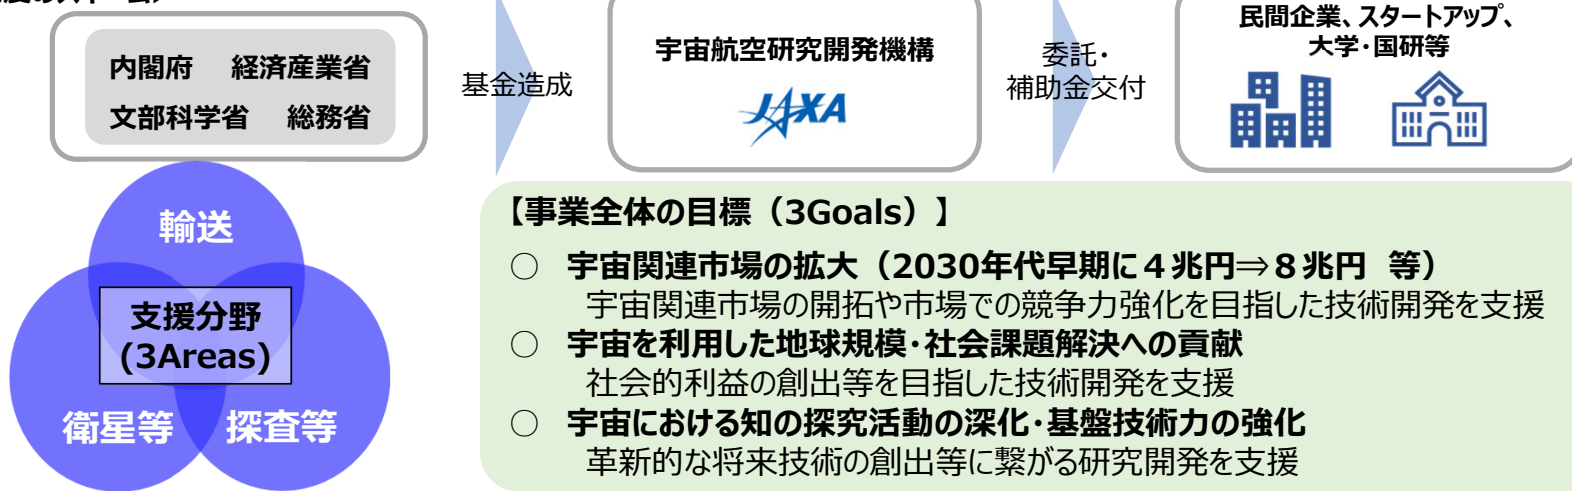 内閣府 経済産業省
文部科学省 総務省
基金造成
宇宙航空研究開発機構
JAXA
委託・
補助金交付
民間企業、スタートアップ、
大学・国研等
輸送
支援分野
(3Areas)
衛星等 探査等
【事業全体の目標（3Goals）】
○ 宇宙関連市場の拡大（2030年代早期に４兆円⇒８兆円 等）
宇宙関連市場の開拓や市場での競争力強化を目指した技術開発を支援
○ 宇宙を利用した地球規模・社会課題解決への貢献
社会的利益の創出等を目指した技術開発を支援
○ 宇宙における知の探究活動の深化・基盤技術力の強化
革新的な将来技術の創出等に繋がる研究開発を支援